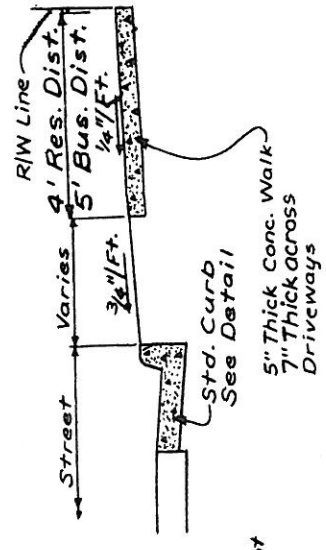 R/W Line
4' Res. Dist.
5' Bus. Dist.
1/4"/Ft.
Varies
3/4"/Ft.
Street
Std. Curb
See Detail
5" Thick Conc. Walk
7" Thick across
Driveways